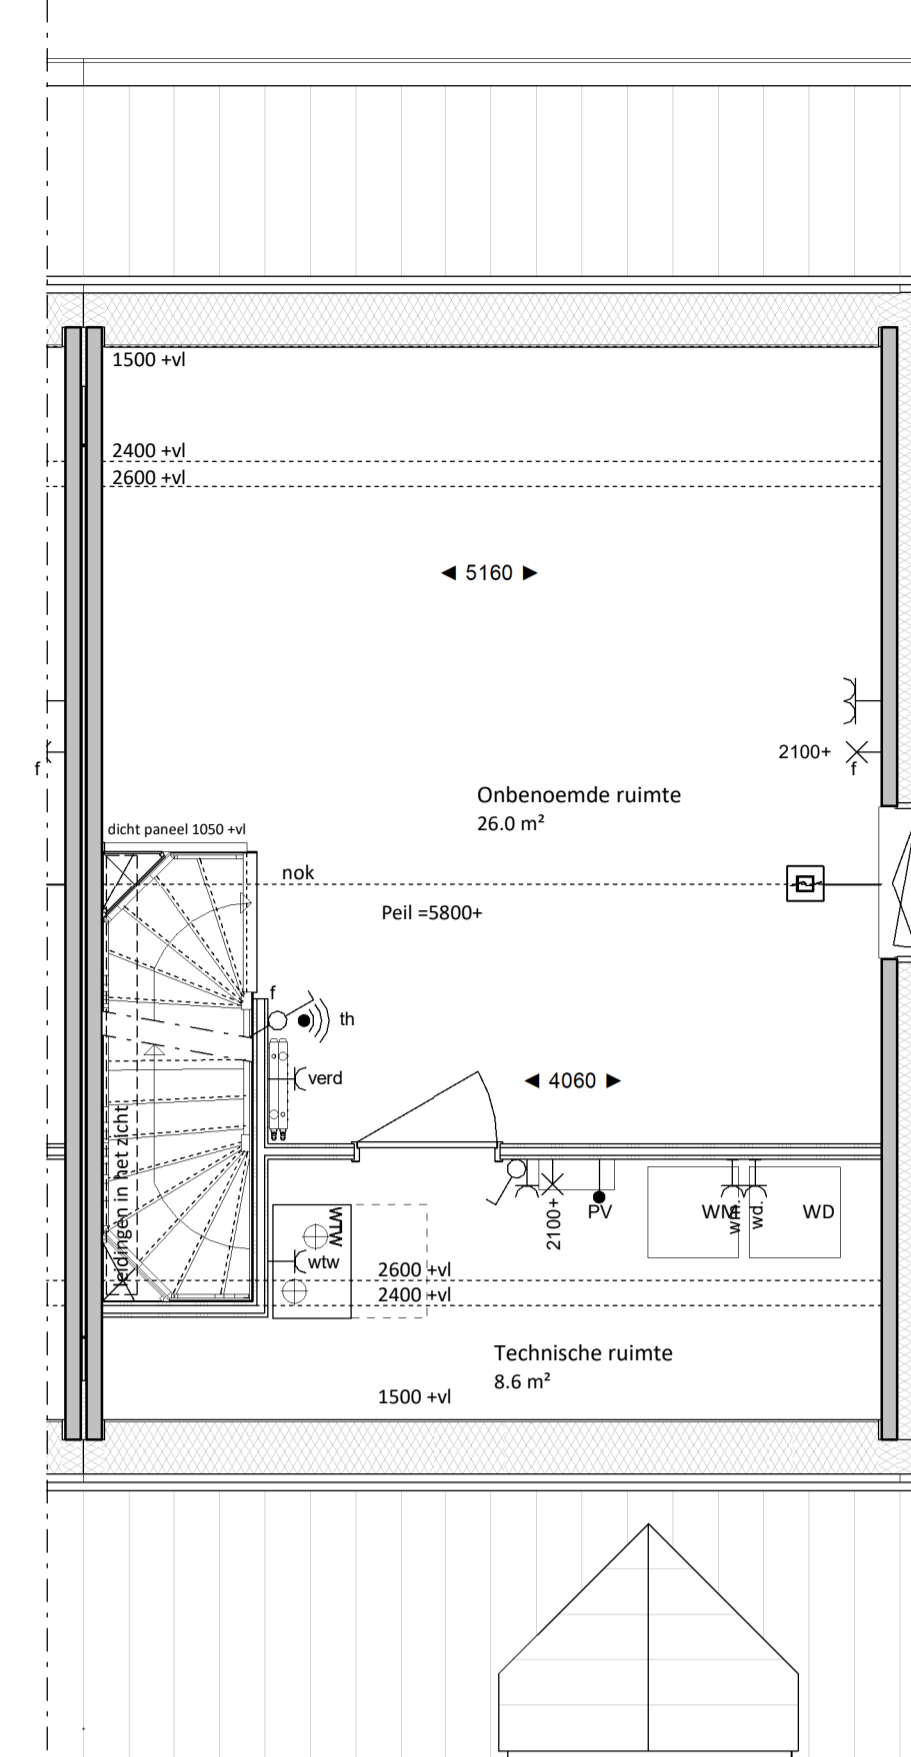 1500 +vl
2400 +vl
2600 +vl
◄ 5160 ►
2100+
f
f
Onbenoemde ruimte
26.0 m²
dicht paneel 1050 +vl
nok
Peil =5800+
f
th
verd
◄ 4060 ►
leidingen in het zicht
WTW
wtw
2100+
PV
WM
wm.
wd.
WD
2600 +vl
2400 +vl
Technische ruimte
8.6 m²
1500 +vl